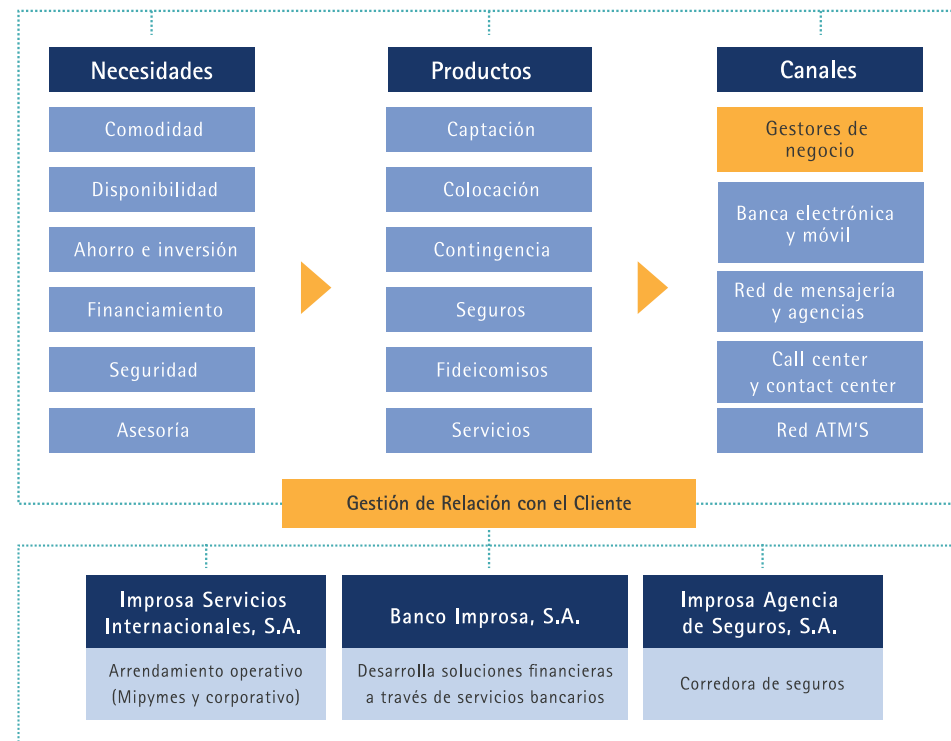 Necesidades
Comodidad
Disponibilidad
Ahorro e inversión
Financiamiento
Seguridad
Asesoría
Productos
Captación
Colocación
Contingencia
Seguros
Fideicomisos
Servicios
Canales
Gestores de
negocio
Banca electrónica
y móvil
Red de mensajería
y agencias
Call center
y contact center
Red ATM'S
Gestión de Relación con el Cliente
Improsa Servicios
Internacionales, S.A.
Arrendamiento operativo
(Mipymes y corporativo)
Banco Improsa, S.A.
Desarrolla soluciones financieras
a través de servicios bancarios
Improsa Agencia
de Seguros, S.A.
Corredora de seguros